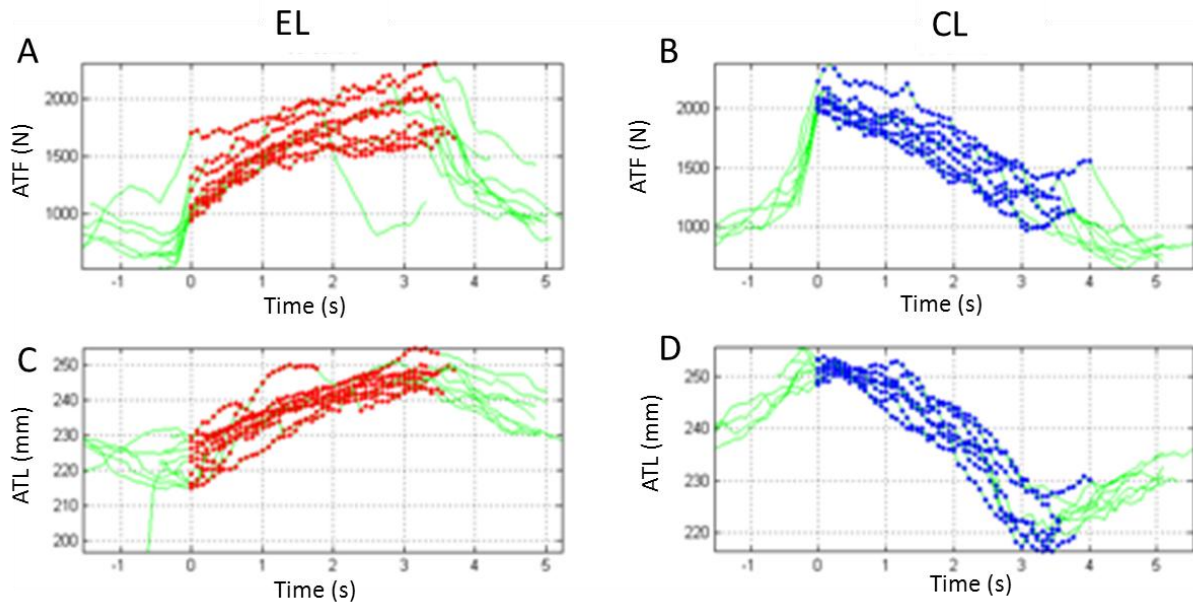 EL
CL
A
B
ATF (N)
2000
1500
1000
-1 0 1 2 3 4 5
Time (s)
ATF (N)
2000
1500
1000
-1 0 1 2 3 4 5
Time (s)
C
D
ATL (mm)
250
240
230
220
210
200
-1 0 1 2 3 4 5
Time (s)
ATL (mm)
250
240
230
220
-1 0 1 2 3 4 5
Time (s)